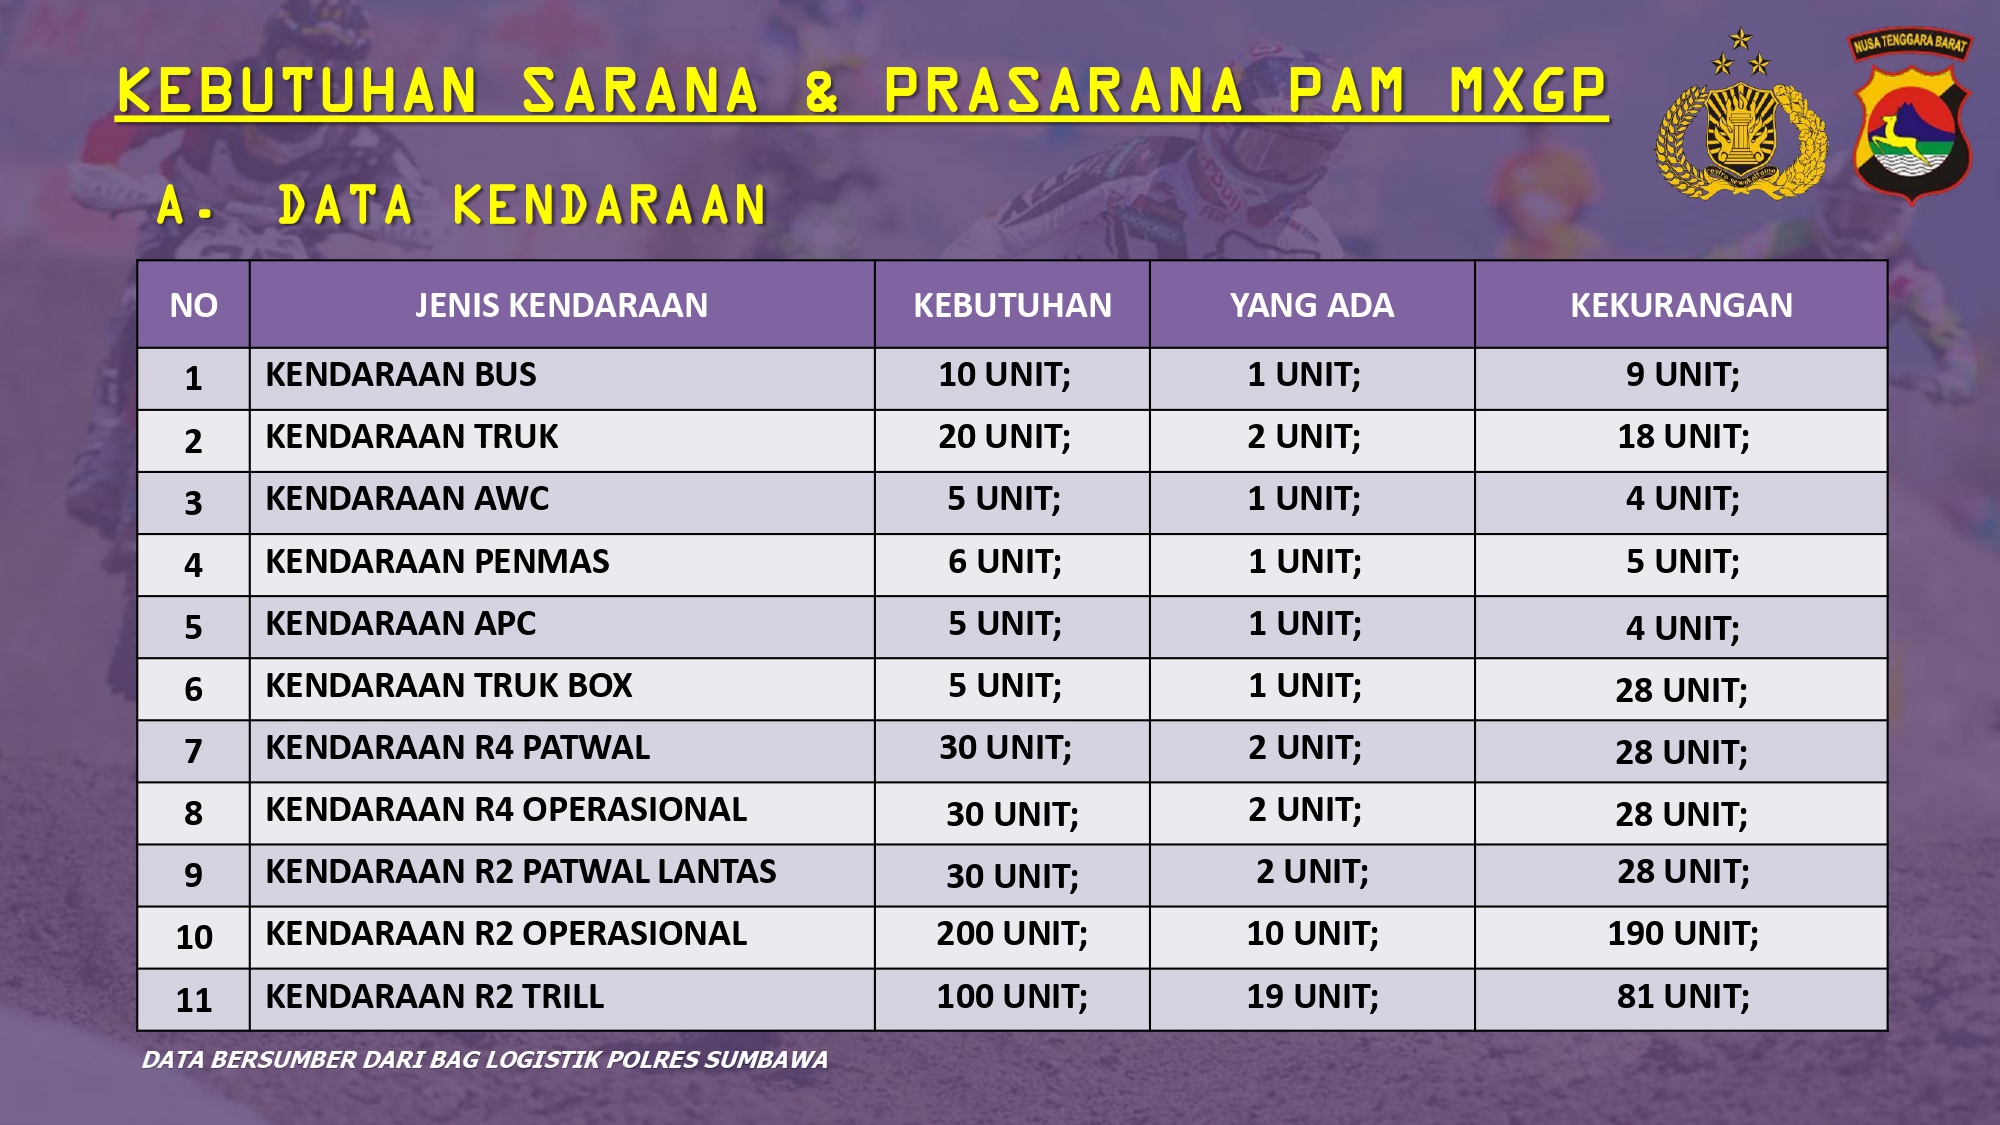 KEBUTUHAN SARANA & PRASARANA PAM MXGP
NUSA TENGGARA BARAT
A. DATA KENDARAAN
NO JENIS KENDARAAN KEBUTUHAN YANG ADA KEKURANGAN
1 KENDARAAN BUS 10 UNIT; 1 UNIT; 9 UNIT;
2 KENDARAAN TRUK 20 UNIT; 2 UNIT; 18 UNIT;
3 KENDARAAN AWC 5 UNIT; 1 UNIT; 4 UNIT;
4 KENDARAAN PENMAS 6 UNIT; 1 UNIT; 5 UNIT;
5 KENDARAAN APC 5 UNIT; 1 UNIT; 4 UNIT;
6 KENDARAAN TRUK BOX 5 UNIT; 1 UNIT; 28 UNIT;
7 KENDARAAN R4 PATWAL 30 UNIT; 2 UNIT; 28 UNIT;
8 KENDARAAN R4 OPERASIONAL 30 UNIT; 2 UNIT; 28 UNIT;
9 KENDARAAN R2 PATWAL LANTAS 30 UNIT; 2 UNIT; 28 UNIT;
10 KENDARAAN R2 OPERASIONAL 200 UNIT; 10 UNIT; 190 UNIT;
11 KENDARAAN R2 TRILL 100 UNIT; 19 UNIT; 81 UNIT;
DATA BERSUMBER DARI BAG LOGISTIK POLRES SUMBAWA